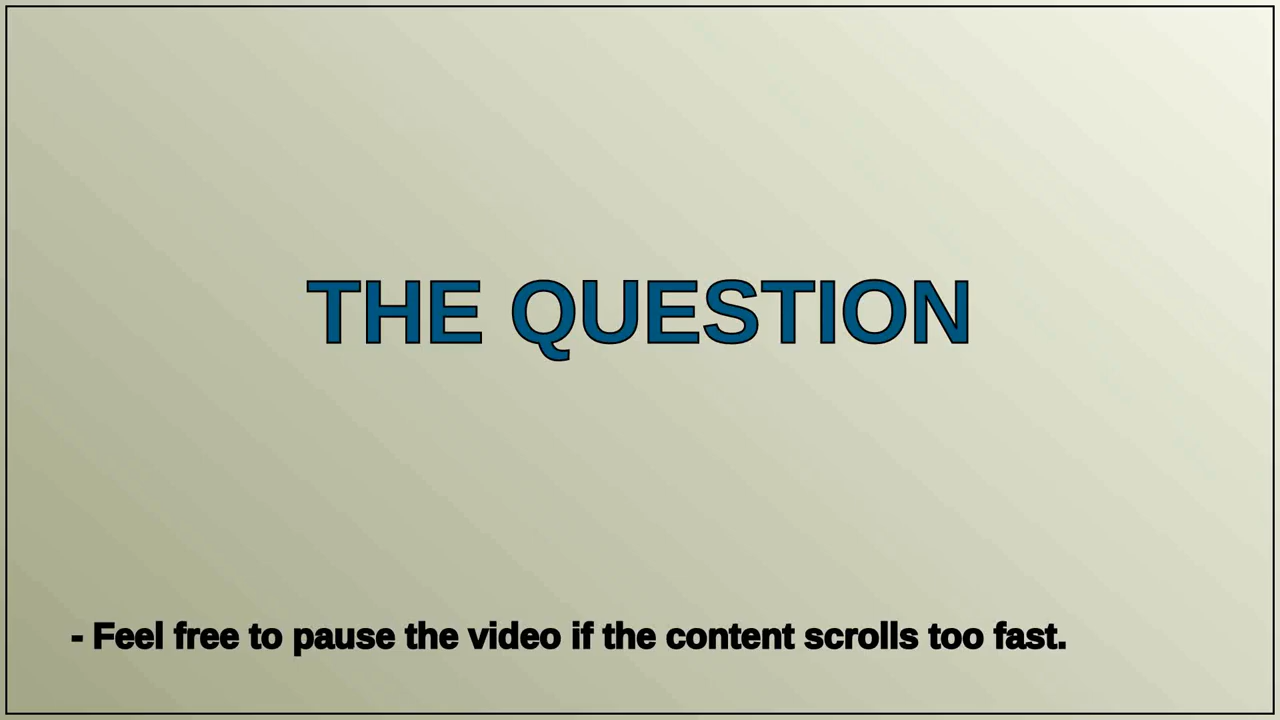 THE QUESTION
- Feel free to pause the video if the content scrolls too fast.